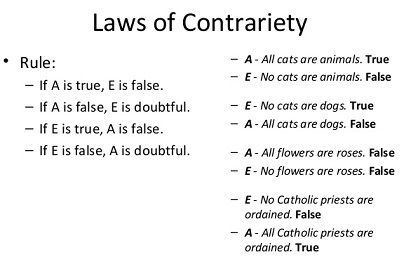 Laws of Contrariety
• Rule:
– If A is true, E is false.
– If A is false, E is doubtful.
– If E is true, A is false.
– If E is false, A is doubtful.
– A - All cats are animals. True
– E - No cats are animals. False
– E - No cats are dogs. True
– A - All cats are dogs. False
– A - All flowers are roses. False
– E - No flowers are roses. False
– E - No Catholic priests are
ordained. False
– A - All Catholic priests are
ordained. True